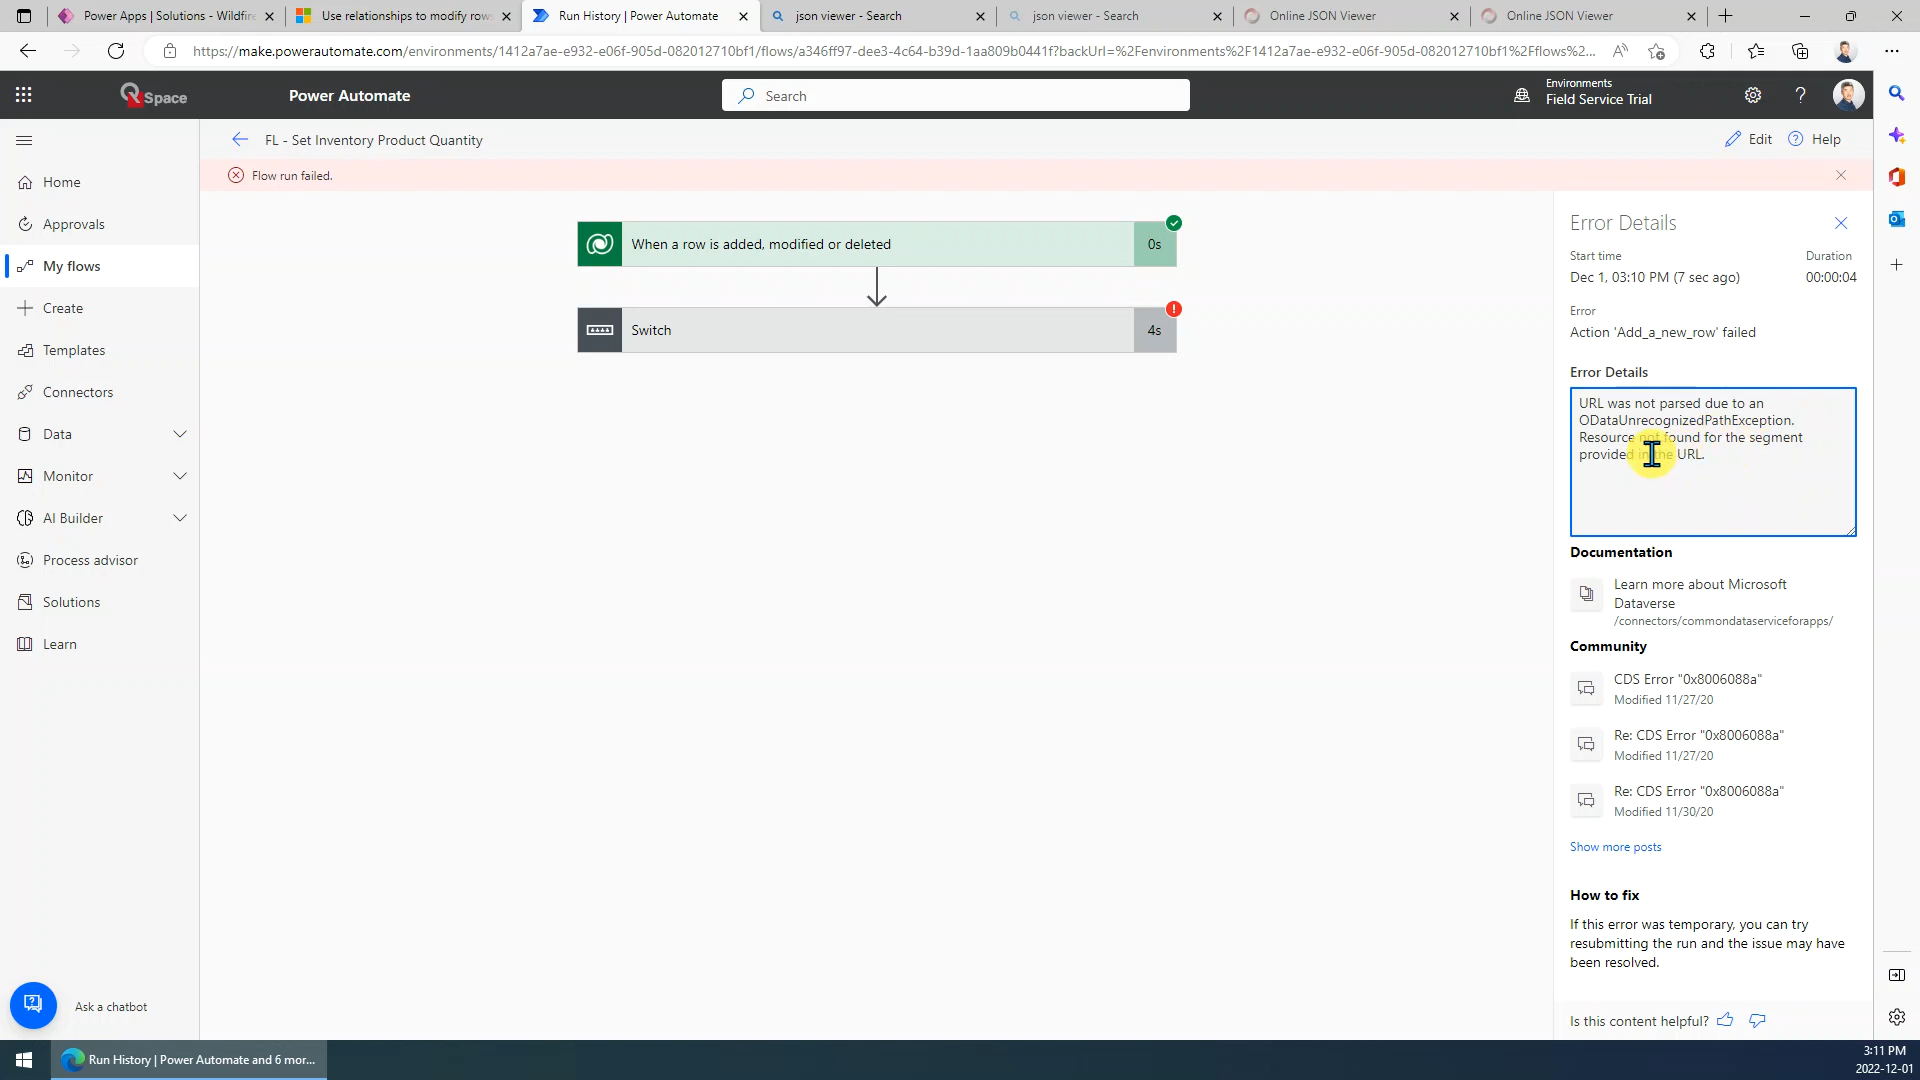 Power Apps | Solutions - Wildfire
Use relationships to modify rows
Run History | Power Automate
json viewer - Search
json viewer - Search
Online JSON Viewer
Online JSON Viewer
https://make.powerautomate.com/environments/1412a7ae-e932-e06f-905d-082012710bf1/flows/a346ff97-dee3-4c64-b39d-1aa809b0441f?backUrl=%2Fenvironments%2F1412a7ae-e932-e06f-905d-082012710bf1%2Fflows%2...
Space
Power Automate
Search
Environments
Field Service Trial
FL - Set Inventory Product Quantity
Edit
Help
Flow run failed.
Home
Approvals
My flows
Create
Templates
Connectors
Data
Monitor
AI Builder
Process advisor
Solutions
Learn
Ask a chatbot
When a row is added, modified or deleted
0s
Switch
4s
Error Details
Start time
Duration
Dec 1, 03:10 PM (7 sec ago)
00:00:04
Error
Action 'Add_a_new_row' failed
Error Details
URL was not parsed due to an
ODataUnrecognizedPathException.
Resource not found for the segment
provided in the URL.
Documentation
Learn more about Microsoft
Dataverse
/connectors/commondataserviceforapps/
Community
CDS Error "0x8006088a"
Modified 11/27/20
Re: CDS Error "0x8006088a"
Modified 11/27/20
Re: CDS Error "0x8006088a"
Modified 11/30/20
Show more posts
How to fix
If this error was temporary, you can try
resubmitting the run and the issue may have
been resolved.
Is this content helpful?
Run History | Power Automate and 6 mor...
3:11 PM
2022-12-01